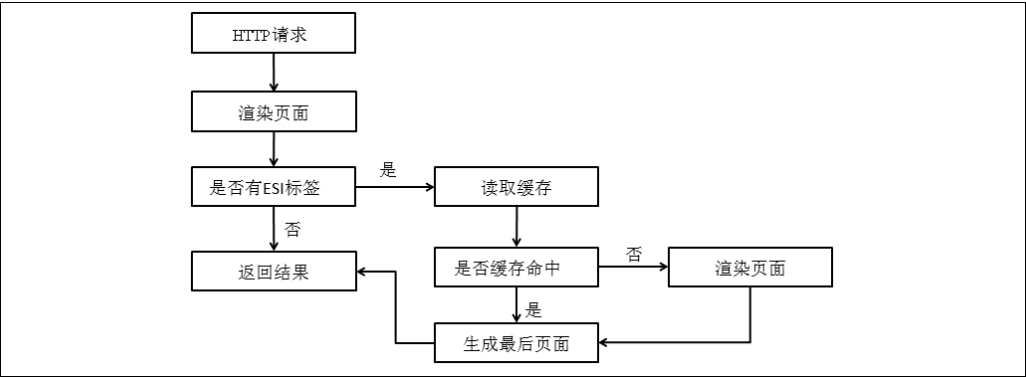 HTTP请求
渲染页面
是否有ESI标签
是
读取缓存
否
返回结果
是否缓存命中
否
渲染页面
是
生成最后页面